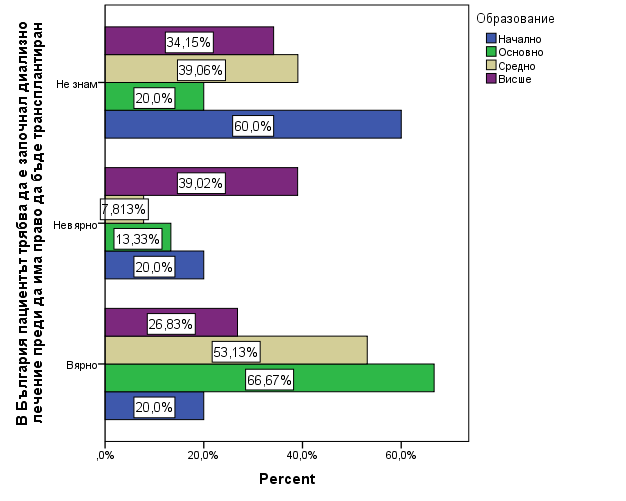 В България пациентът трябва да е започнал диализно
лечение преди да има право да бъде трансплантиран
Образование
Начално
Основно
Средно
Висше
Не знам
34,15%
39,06%
20,0%
60,0%
Невярно
39,02%
7,813%
13,33%
20,0%
Вярно
26,83%
53,13%
66,67%
20,0%
,0%
20,0%
40,0%
60,0%
Percent